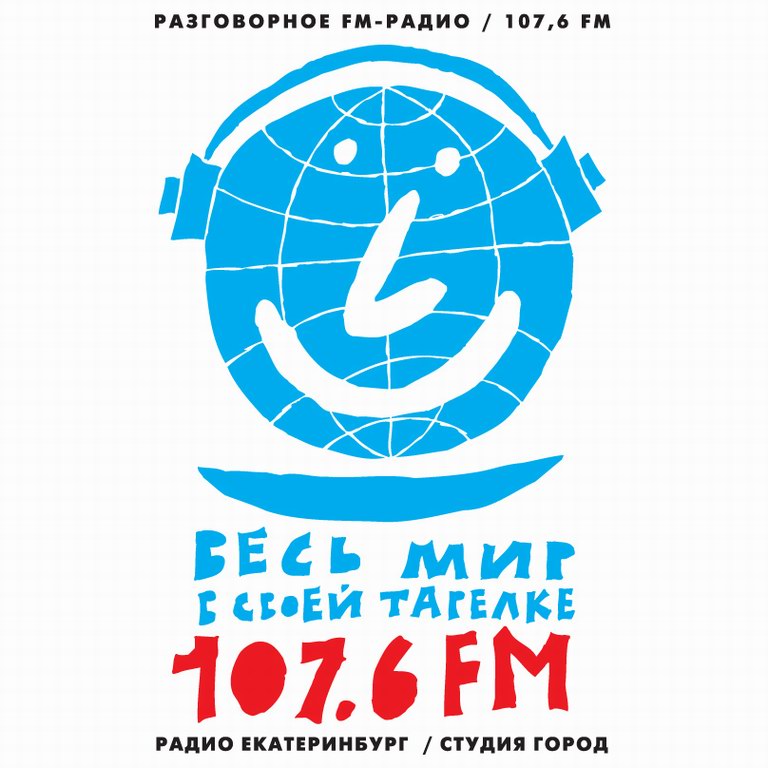 РАЗГОВОРНОЕ FM-РАДИО / 107,6 FM
ВЕСЬ МИР
В СВОЕЙ ТАРЕЛКЕ
107.6 FM
РАДИО ЕКАТЕРИНБУРГ / СТУДИЯ ГОРОД